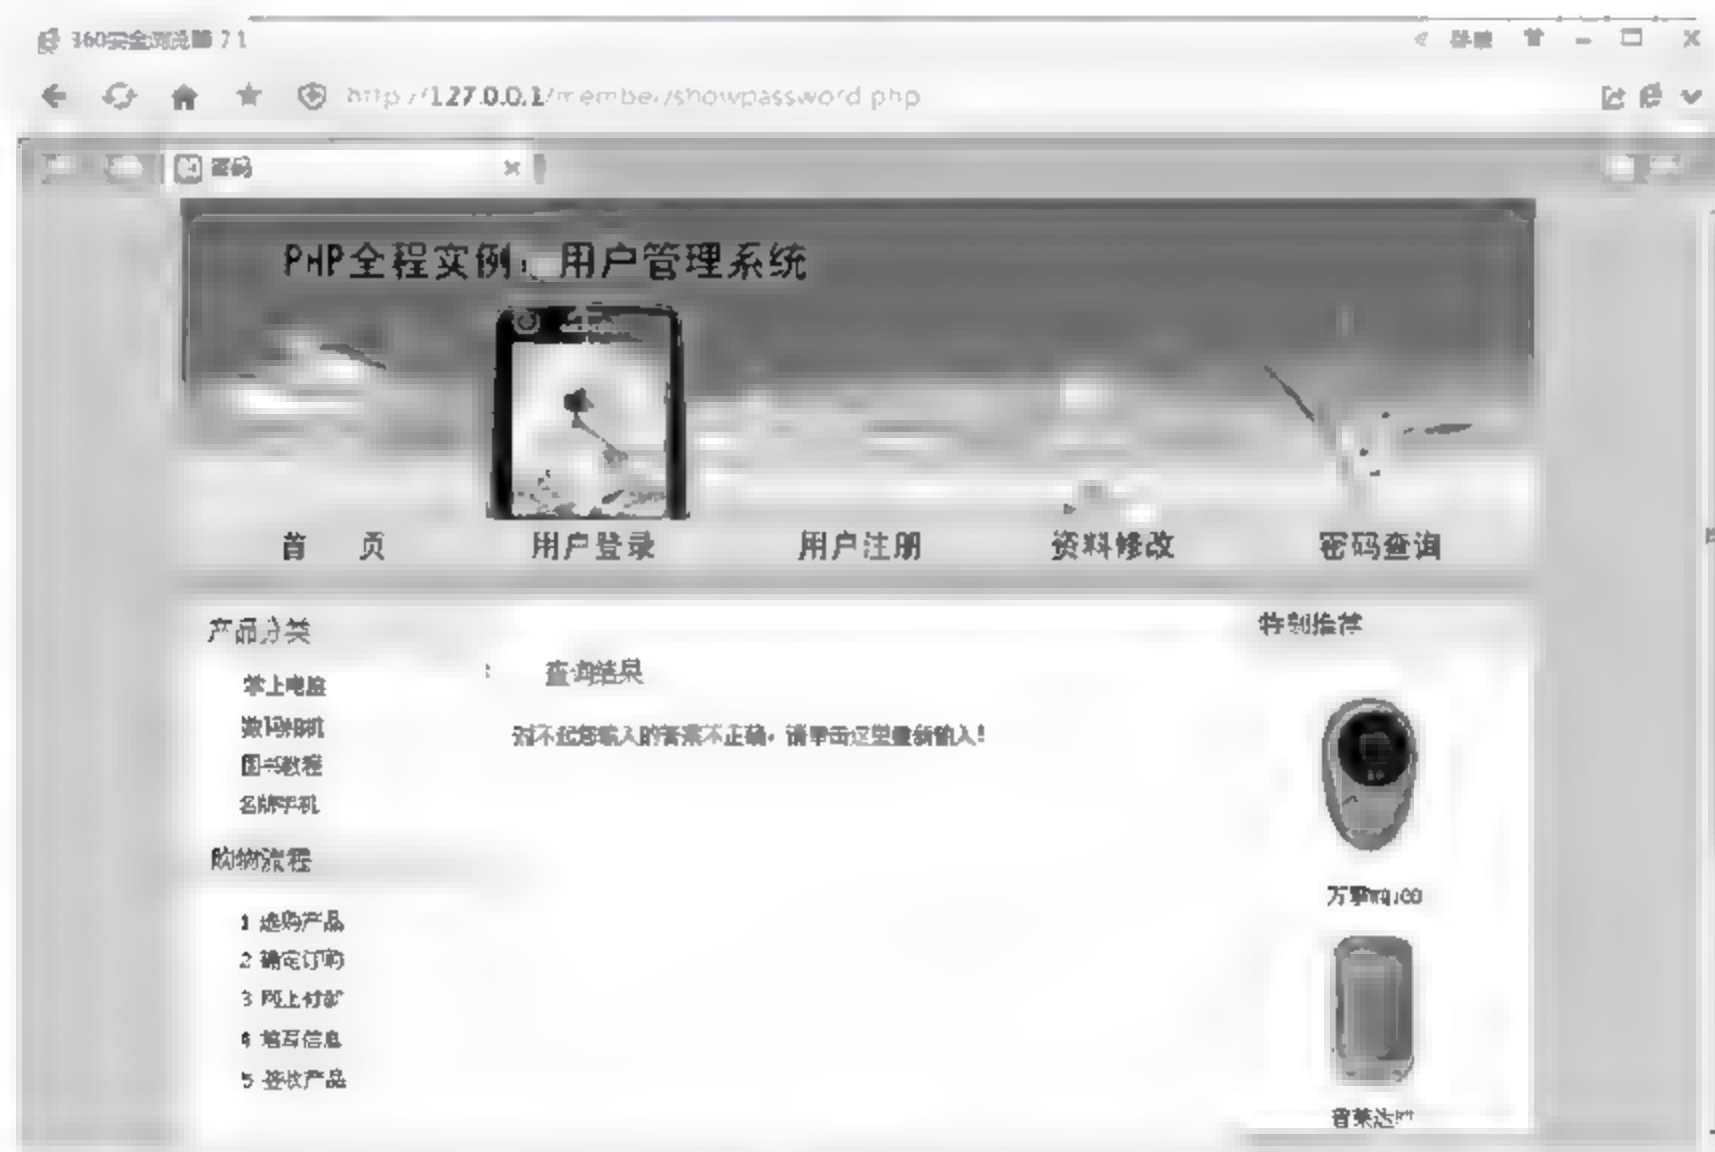 360安全浏览器 7.1
登录
http://127.0.0.1/member/showpassword.php
密码
PHP全程实例
用户管理系统
首 页 用户登录 用户注册 资料修改 密码查询
产品分类
掌上电脑
数码相机
图书教程
名牌手机
购物流程
1 选购产品
2 确定订购
3 网上付款
4 填写信息
5 签收产品
查询结果
对不起您输入的答案不正确，请单击这里重新输入!
特别推荐